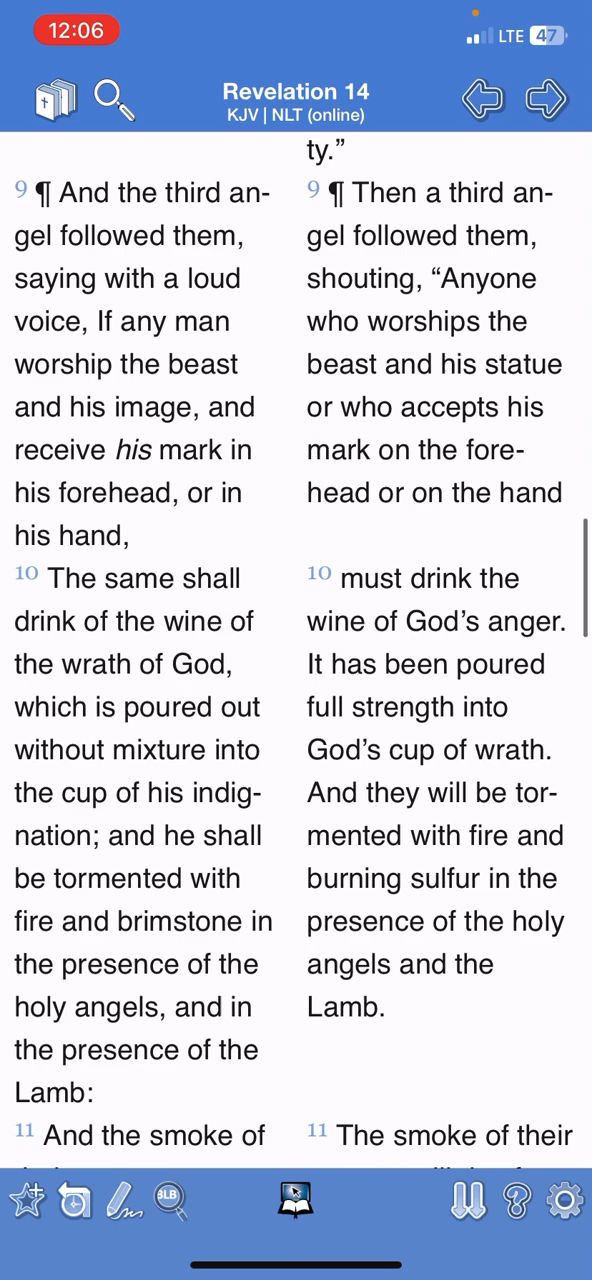 12:06
LTE 47
Revelation 14
KJV | NLT (online)
9 ¶ And the third an-
gel followed them,
saying with a loud
voice, If any man
worship the beast
and his image, and
receive his mark in
his forehead, or in
his hand,
10 The same shall
drink of the wine of
the wrath of God,
which is poured out
without mixture into
the cup of his indig-
nation; and he shall
be tormented with
fire and brimstone in
the presence of the
holy angels, and in
the presence of the
Lamb:
11 And the smoke of
ty.”
9 ¶ Then a third an-
gel followed them,
shouting, “Anyone
who worships the
beast and his statue
or who accepts his
mark on the fore-
head or on the hand
10 must drink the
wine of God’s anger.
It has been poured
full strength into
God’s cup of wrath.
And they will be tor-
mented with fire and
burning sulfur in the
presence of the holy
angels and the
Lamb.
11 The smoke of their
BLB